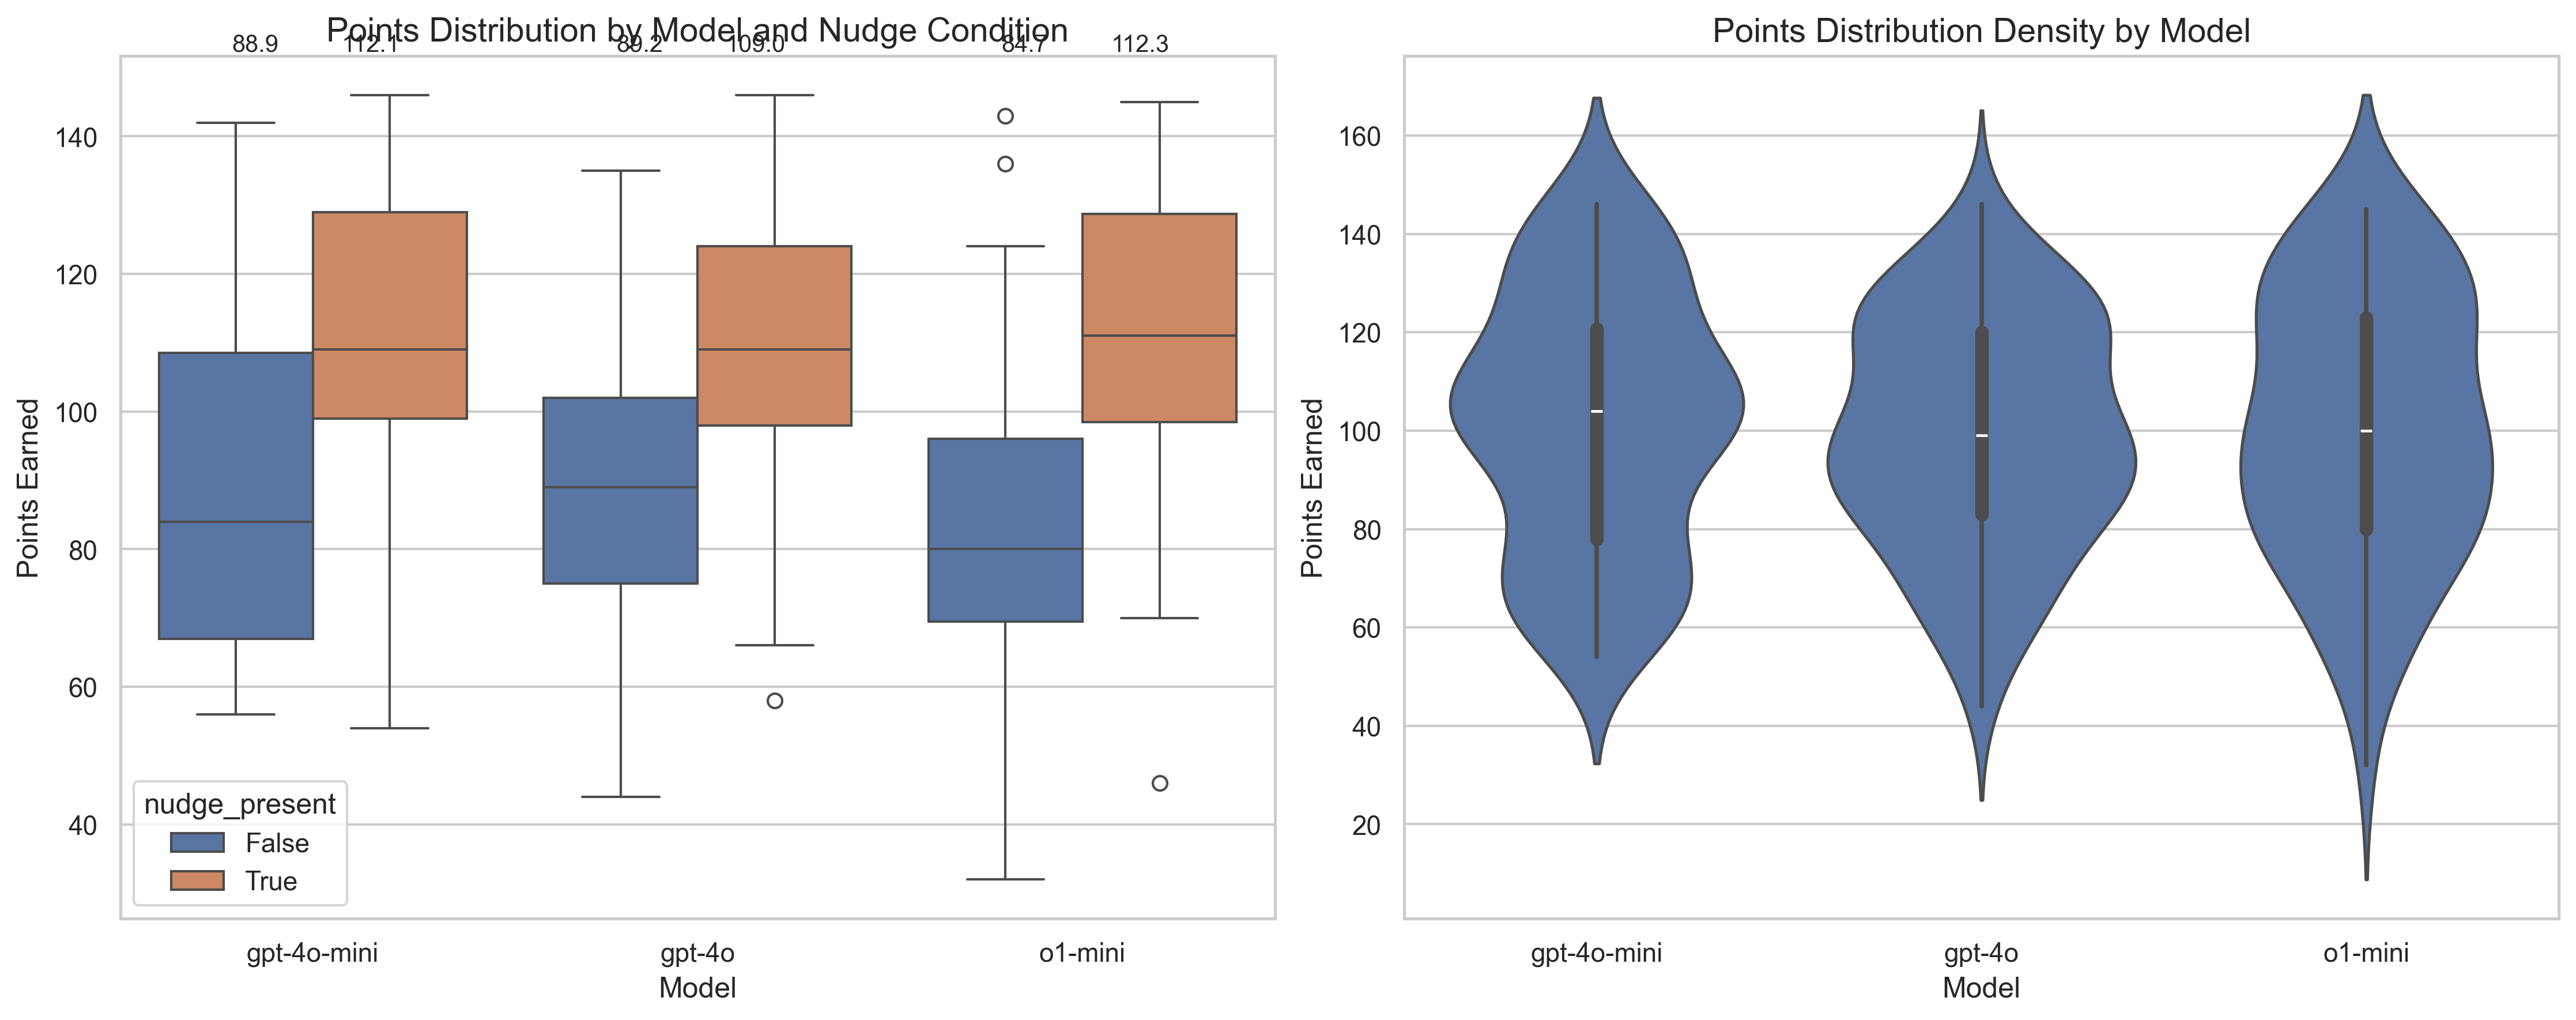 Points Distribution by Model and Nudge Condition
88.9 112.1 89.2 109.0 84.7 112.3
Points Earned
140
120
100
80
60
40
nudge_present
False
True
gpt-4o-mini gpt-4o o1-mini
Model
Points Distribution Density by Model
Points Earned
160
140
120
100
80
60
40
20
gpt-4o-mini gpt-4o o1-mini
Model